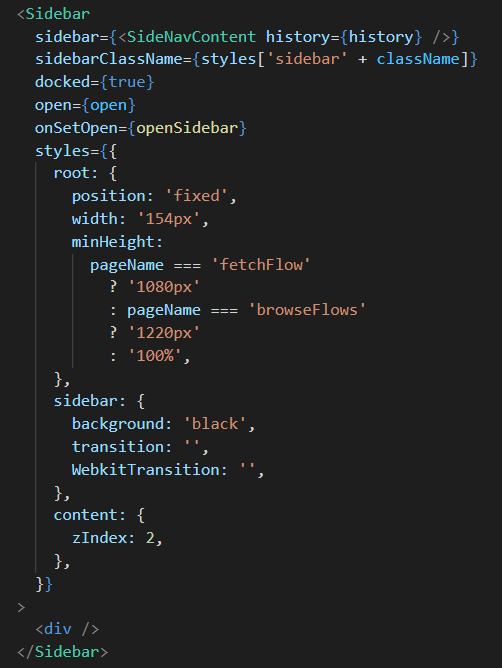 <Sidebar
  sidebar={<SideNavContent history={history} />}
  sidebarClassName={styles['sidebar' + className]}
  docked={true}
  open={open}
  onSetOpen={openSidebar}
  styles={{
    root: {
      position: 'fixed',
      width: '154px',
      minHeight:
        pageName === 'fetchFlow'
          ? '1080px'
          : pageName === 'browseFlows'
          ? '1220px'
          : '100%',
    },
    sidebar: {
      background: 'black',
      transition: '',
      WebkitTransition: '',
    },
    content: {
      zIndex: 2,
    },
  }}
>
  <div />
</Sidebar>